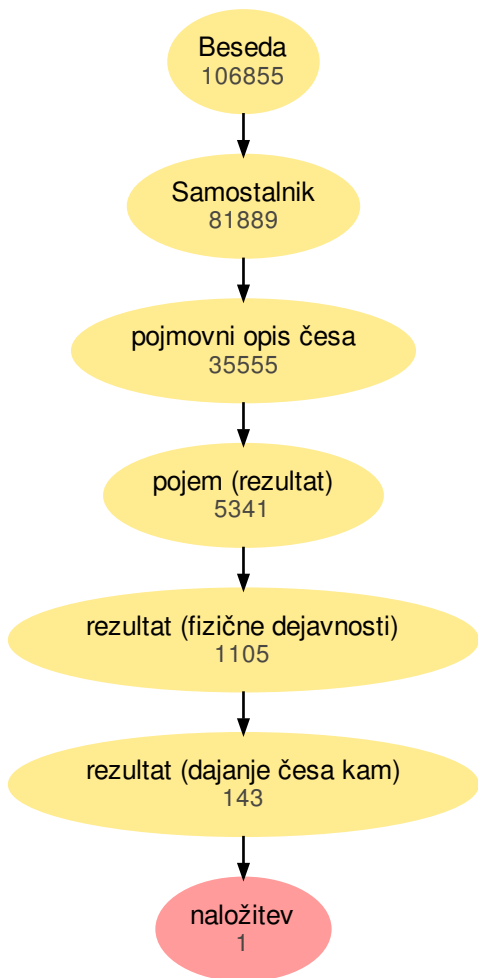 Beseda
106855
Samostalnik
81889
pojmovni opis česa
35555
pojem (rezultat)
5341
rezultat (fizične dejavnosti)
1105
rezultat (dajanje česa kam)
143
naložitev
1